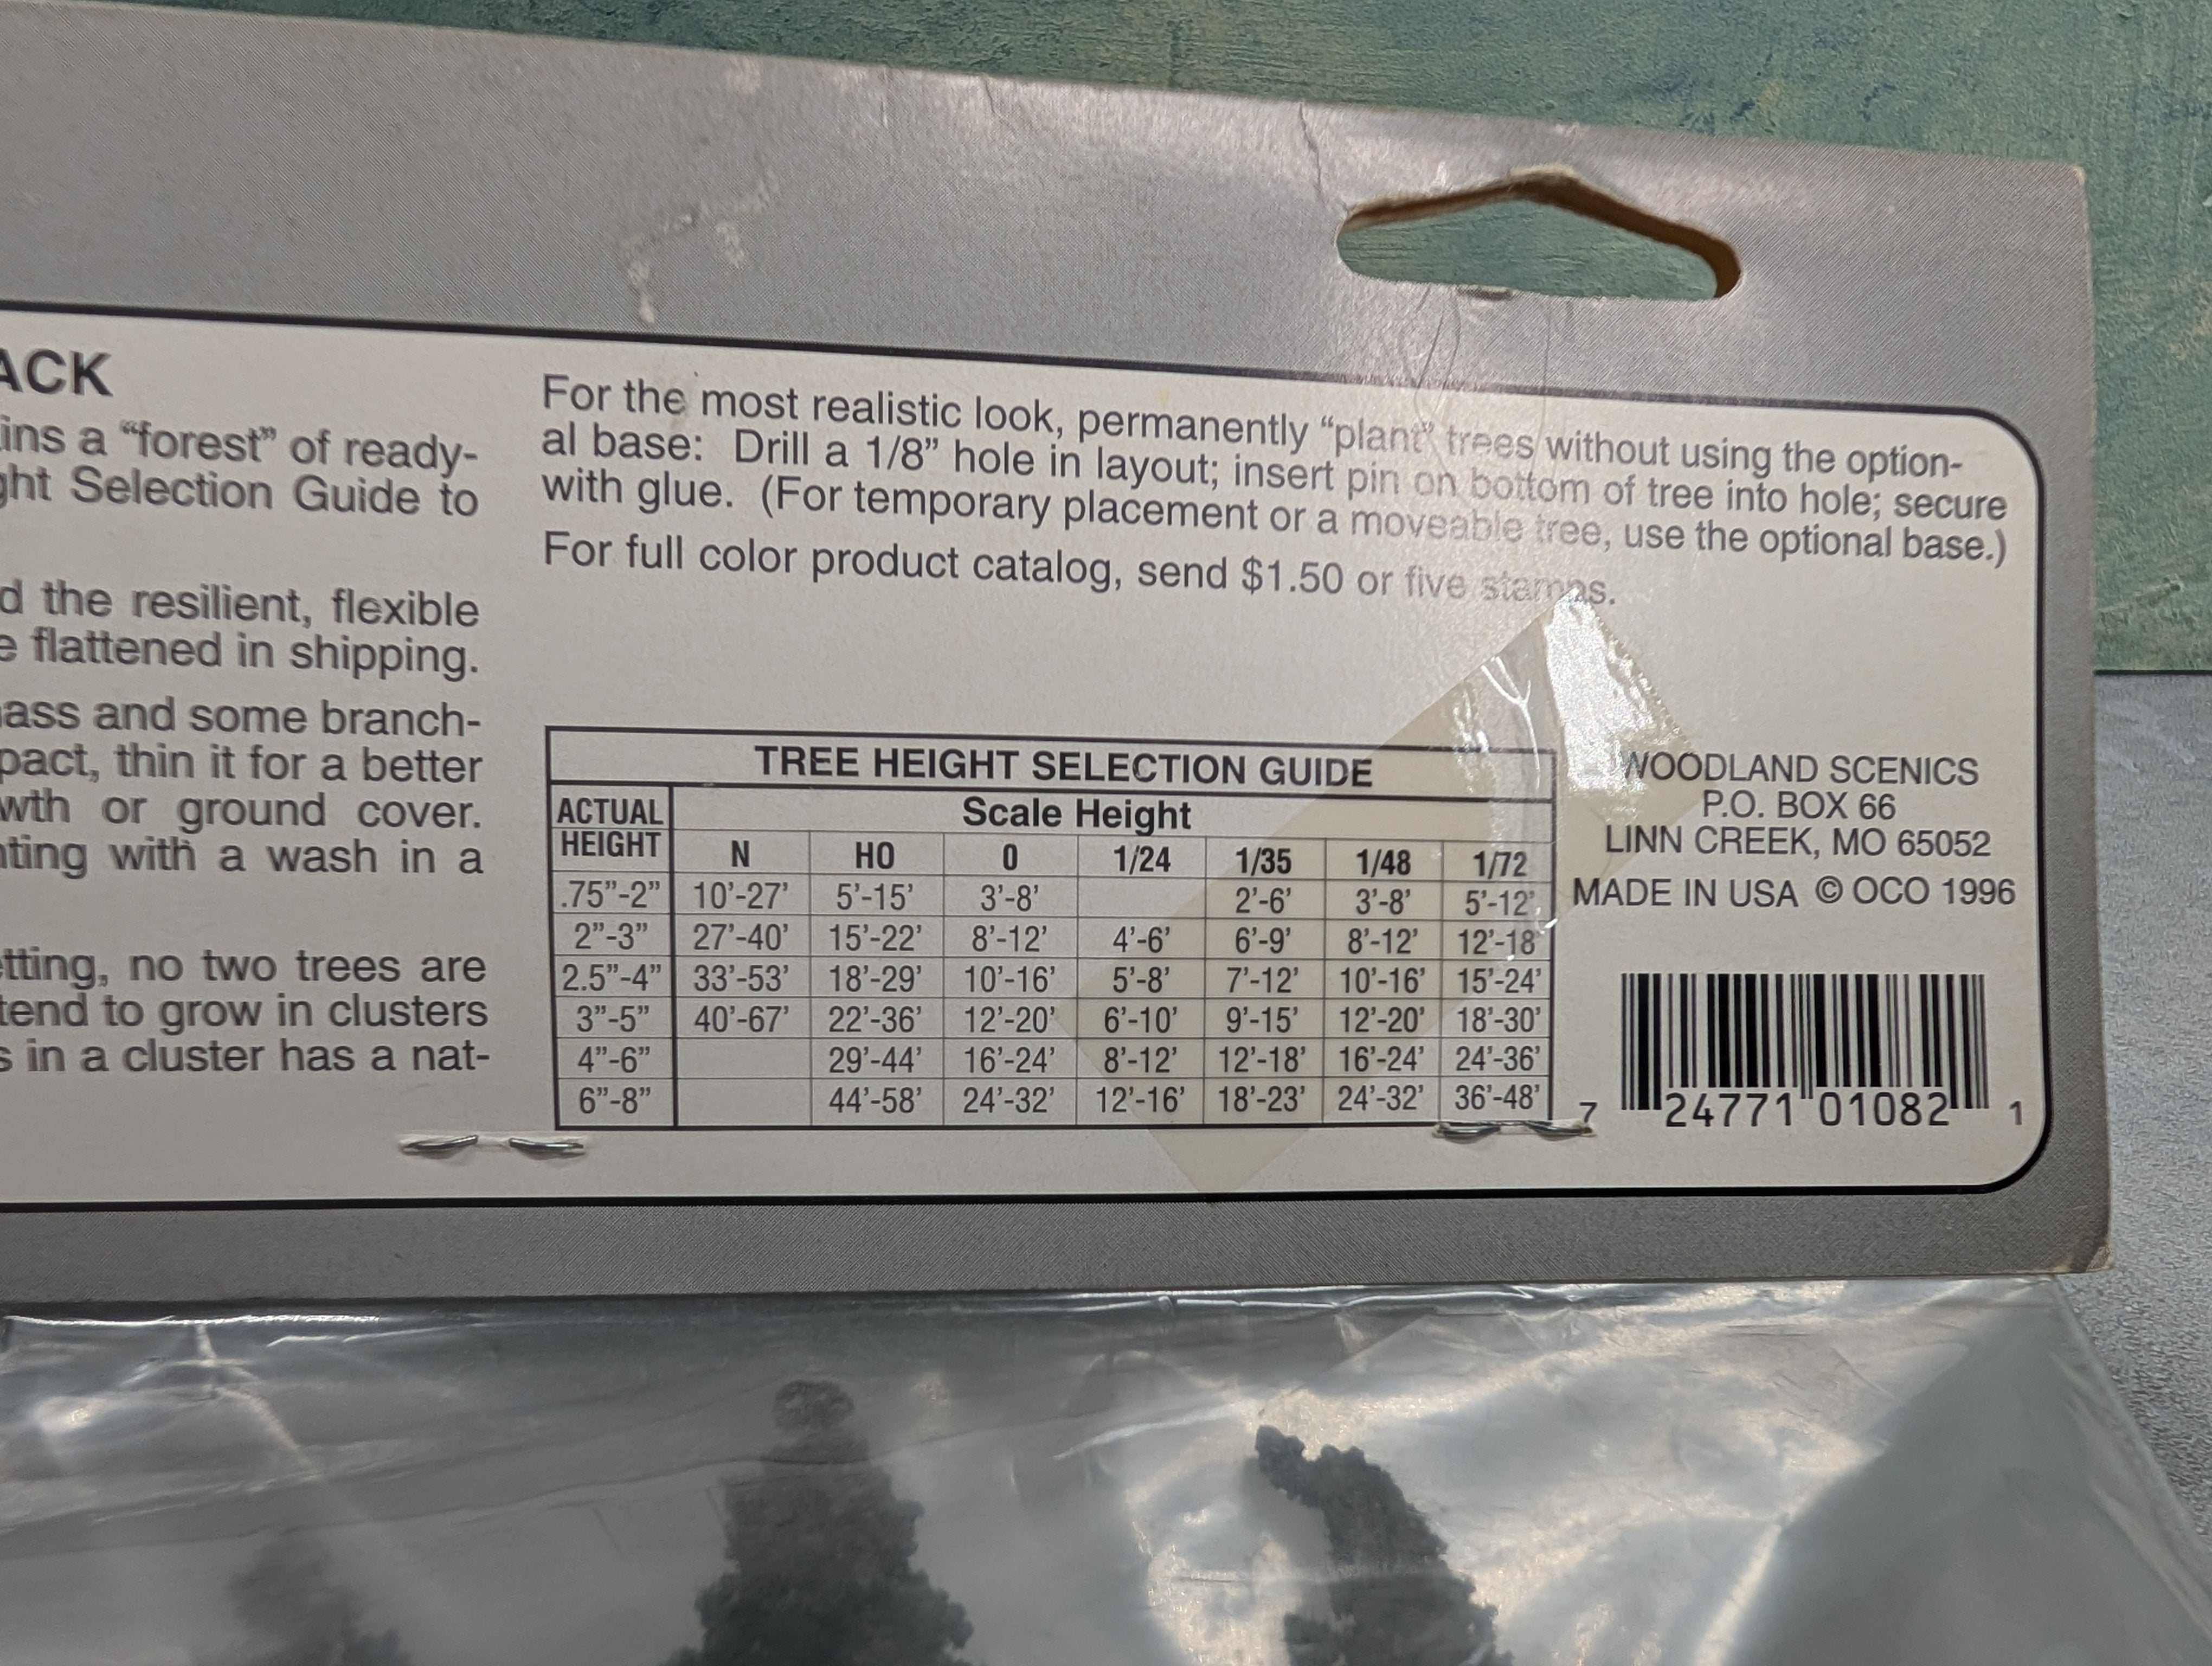 ACK
ins a “forest” of ready-
ght Selection Guide to
d the resilient, flexible
e flattened in shipping.
ass and some branch-
pact, thin it for a better
wth or ground cover.
nting with a wash in a
etting, no two trees are
tend to grow in clusters
s in a cluster has a nat-
For the most realistic look, permanently “plant” trees without using the option-
al base: Drill a 1/8” hole in layout; insert pin on bottom of tree into hole; secure
with glue. (For temporary placement or a moveable tree, use the optional base.)
For full color product catalog, send $1.50 or five stamps.
TREE HEIGHT SELECTION GUIDE
ACTUAL HEIGHT Scale Height
N HO O 1/24 1/35 1/48 1/72
.75”-2” 10’-27’ 5’-15’ 3’-8’ 2’-6’ 3’-8’ 5’-12’
2”-3” 27’-40’ 15’-22’ 8’-12’ 4’-6’ 6’-9’ 8’-12’ 12’-18’
2.5”-4” 33’-53’ 18’-29’ 10’-16’ 5’-8’ 7’-12’ 10’-16’ 15’-24’
3”-5” 40’-67’ 22’-36’ 12’-20’ 6’-10’ 9’-15’ 12’-20’ 18’-30’
4”-6” 29’-44’ 16’-24’ 8’-12’ 12’-18’ 16’-24’ 24’-36’
6”-8” 44’-58’ 24’-32’ 12’-16’ 18’-23’ 24’-32’ 36’-48’
WOODLAND SCENICS
P.O. BOX 66
LINN CREEK, MO 65052
MADE IN USA © OCO 1996
7 24771 01082 1